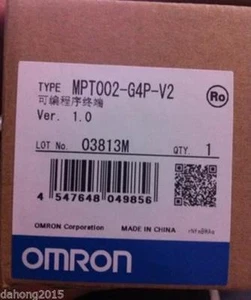 TYPE MPT002-G4P-V2
可编程序终端
Ver. 1.0
Ro
LOT No. 03813M QTY. 1
4 547648 049856
OMRON Corporation MADE IN CHINA
OMRON
dahong2015